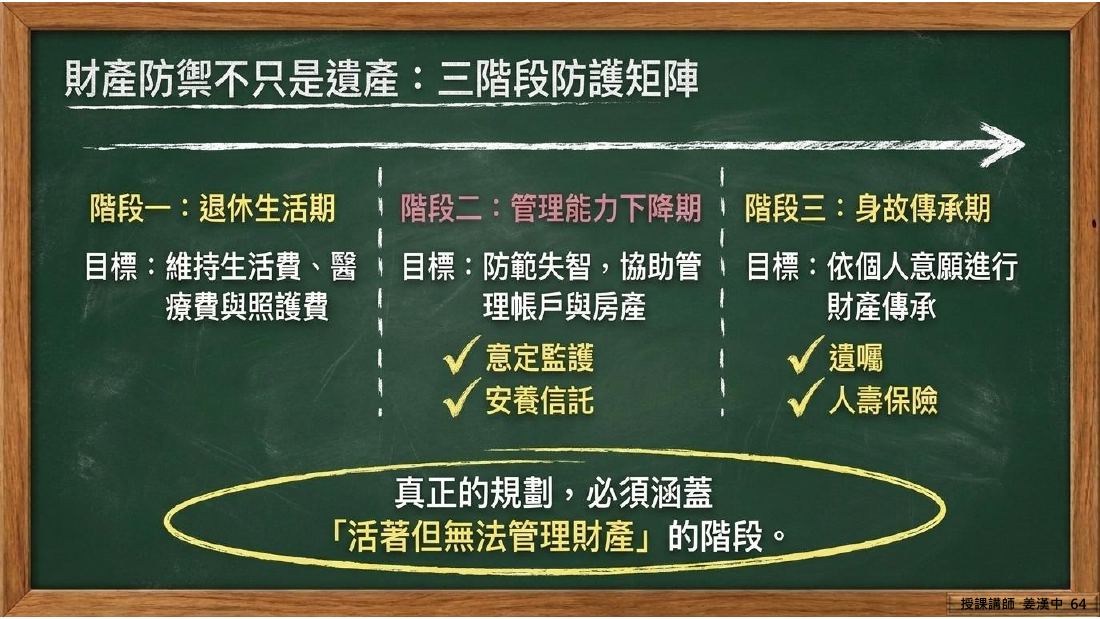 財產防禦不只是遺產：三階段防護矩陣
階段一：退休生活期
目標：維持生活費、醫
療費與照護費
階段二：管理能力下降期
目標：防範失智，協助管
理帳戶與房產
意定監護
安養信託
階段三：身故傳承期
目標：依個人意願進行
財產傳承
遺囑
人壽保險
真正的規劃，必須涵蓋
「活著但無法管理財產」的階段。
授課講師 姜漢中 64